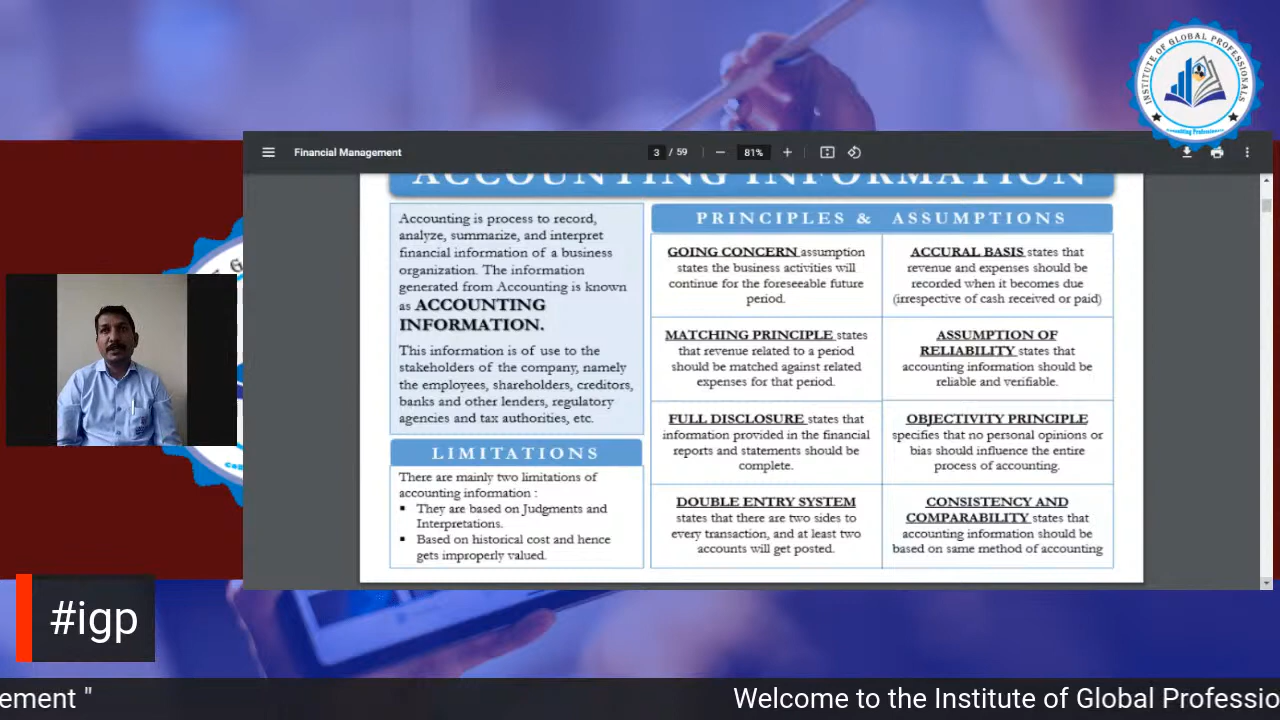 INSTITUTE OF GLOBAL PROFESSIONALS
Accounting Professionals
Financial Management
3 / 59
81%
ACCOUNTING INFORMATION
Accounting is process to record,
analyze, summarize, and interpret
financial information of a business
organization. The information
generated from Accounting is known
as ACCOUNTING
INFORMATION.
This information is of use to the
stakeholders of the company, namely
the employees, shareholders, creditors,
banks and other lenders, regulatory
agencies and tax authorities, etc.
LIMITATIONS
There are mainly two limitations of
accounting information :
▪ They are based on Judgments and
Interpretations.
▪ Based on historical cost and hence
gets improperly valued.
PRINCIPLES & ASSUMPTIONS
GOING CONCERN assumption
states the business activities will
continue for the foreseeable future
period.
ACCURAL BASIS states that
revenue and expenses should be
recorded when it becomes due
(irrespective of cash received or paid)
MATCHING PRINCIPLE states
that revenue related to a period
should be matched against related
expenses for that period.
ASSUMPTION OF
RELIABILITY states that
accounting information should be
reliable and verifiable.
FULL DISCLOSURE states that
information provided in the financial
reports and statements should be
complete.
OBJECTIVITY PRINCIPLE
specifies that no personal opinions or
bias should influence the entire
process of accounting.
DOUBLE ENTRY SYSTEM
states that there are two sides to
every transaction, and at least two
accounts will get posted.
CONSISTENCY AND
COMPARABILITY states that
accounting information should be
based on same method of accounting
#igp
ement " Welcome to the Institute of Global Professio